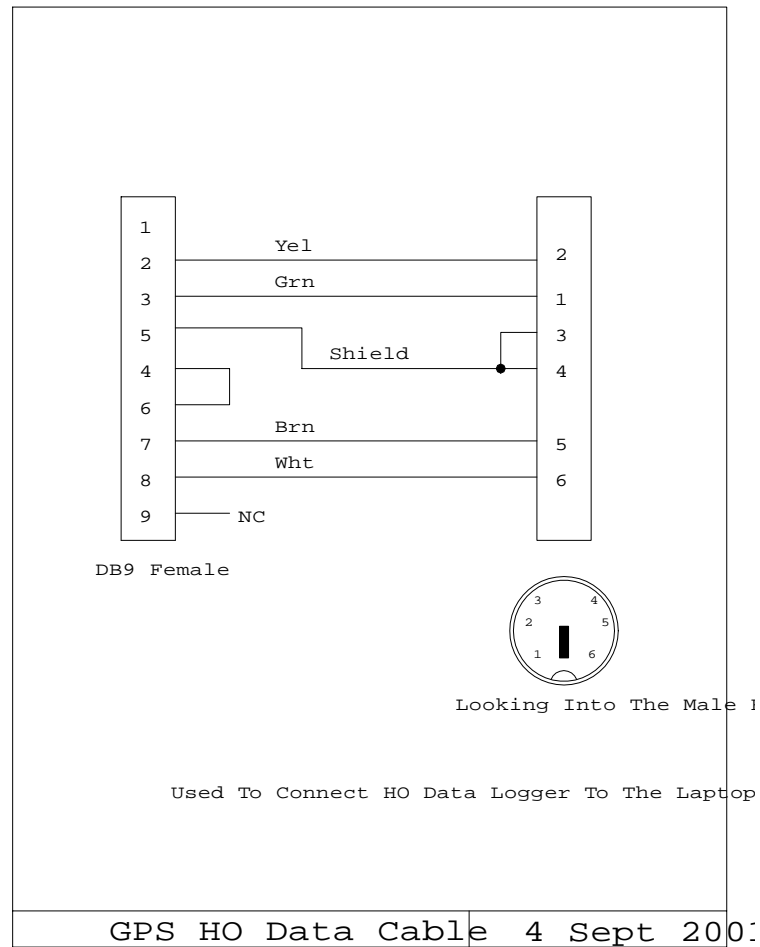 1
2
3
5
4
6
7
8
9
Yel
Grn
Shield
Brn
Wht
NC
2
1
3
4
5
6
DB9 Female
3 4
2 5
1 6
Looking Into The Male
Used To Connect HO Data Logger To The Laptop
GPS HO Data Cable 4 Sept 2001